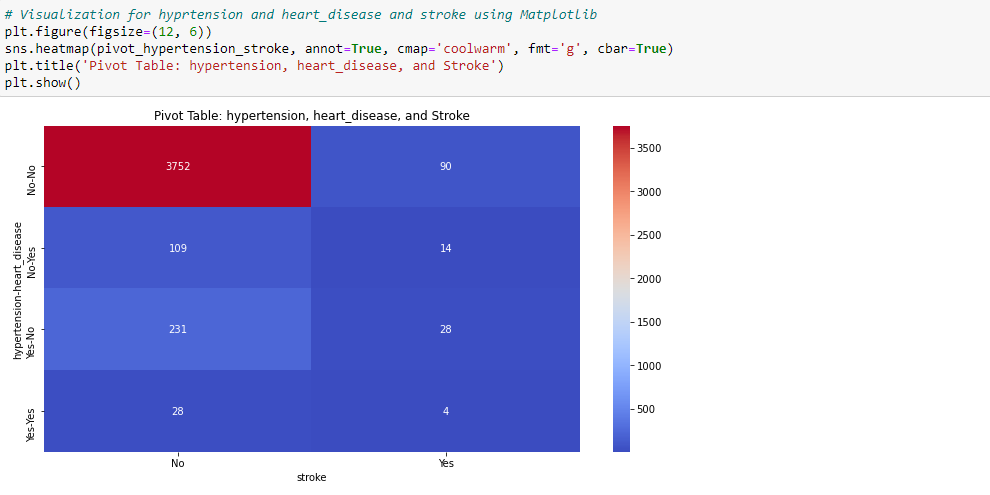 # Visualization for hyprtension and heart_disease and stroke using Matplotlib
plt.figure(figsize=(12, 6))
sns.heatmap(pivot_hypertension_stroke, annot=True, cmap='coolwarm', fmt='g', cbar=True)
plt.title('Pivot Table: hypertension, heart_disease, and Stroke')
plt.show()
Pivot Table: hypertension, heart_disease, and Stroke
hypertension-heart_disease
No-No
3752
90
No-Yes
109
14
Yes-No
231
28
Yes-Yes
28
4
No
Yes
stroke
3500
3000
2500
2000
1500
1000
500